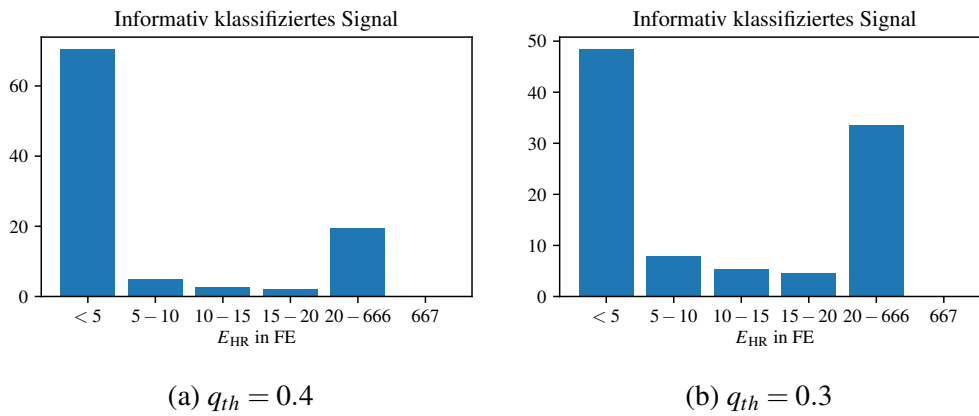 Informativ klassifiziertes Signal
60
40
20
0
< 5
5 − 10
10 − 15
15 − 20
20 − 666
667
E_HR in FE
(a) q_th = 0.4
Informativ klassifiziertes Signal
50
40
30
20
10
0
< 5
5 − 10
10 − 15
15 − 20
20 − 666
667
E_HR in FE
(b) q_th = 0.3